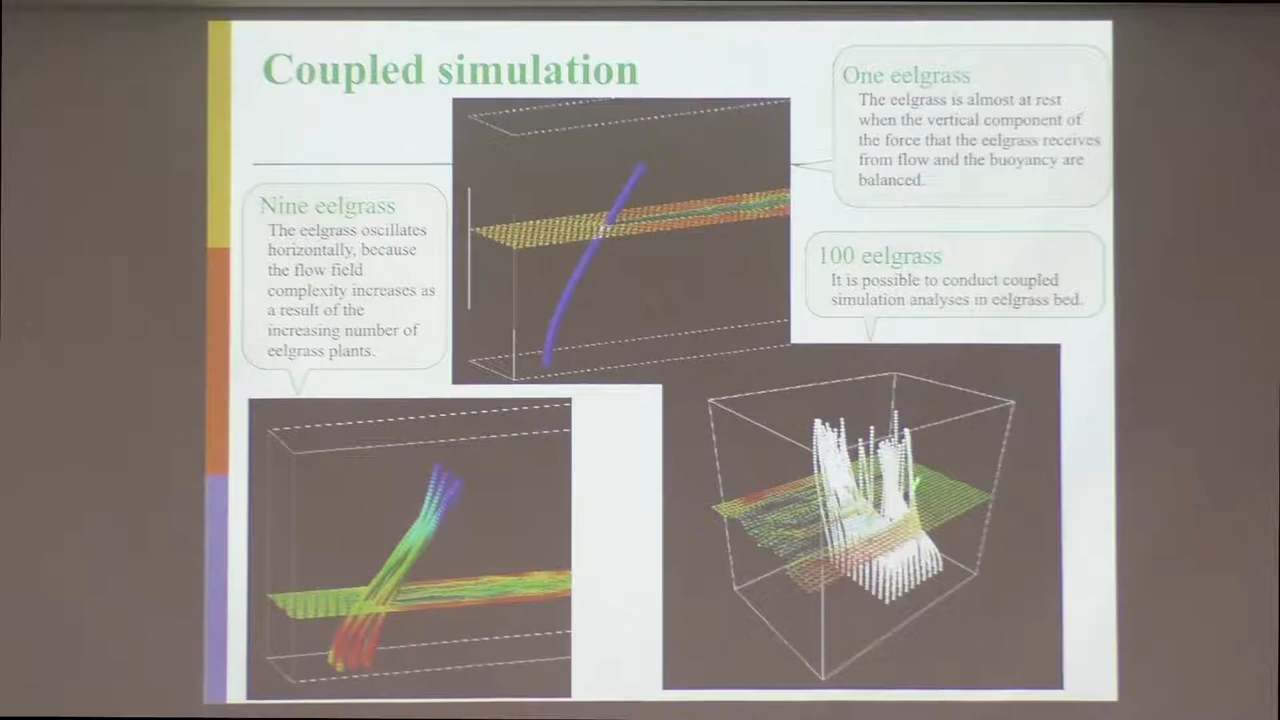 Coupled simulation
One eelgrass
The eelgrass is almost at rest
when the vertical component of
the force that the eelgrass receives
from flow and the buoyancy are
balanced.
Nine eelgrass
The eelgrass oscillates
horizontally, because
the flow field
complexity increases as
a result of the
increasing number of
eelgrass plants.
100 eelgrass
It is possible to conduct coupled
simulation analyses in eelgrass bed.